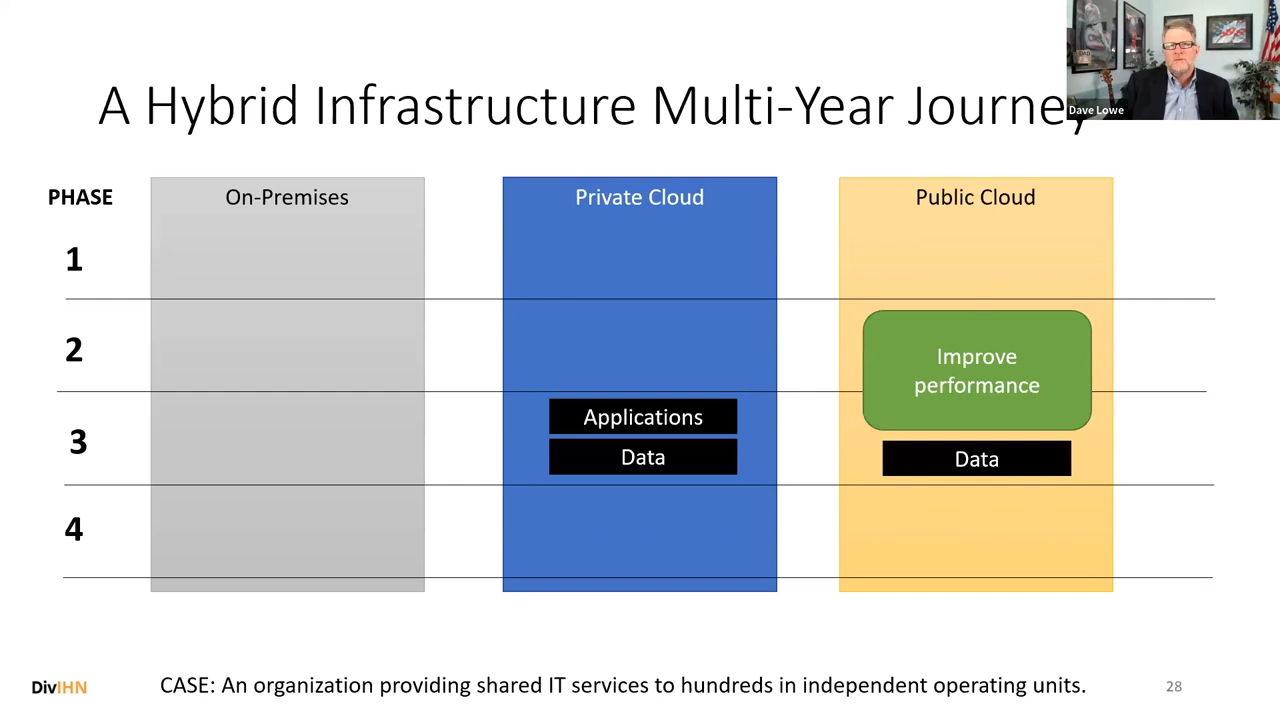 A Hybrid Infrastructure Multi-Year Journey
Dave Lowe
PHASE
On-Premises
Private Cloud
Public Cloud
1
2
Improve
performance
3
Applications
Data
Data
4
DivIHN
CASE: An organization providing shared IT services to hundreds in independent operating units.
28